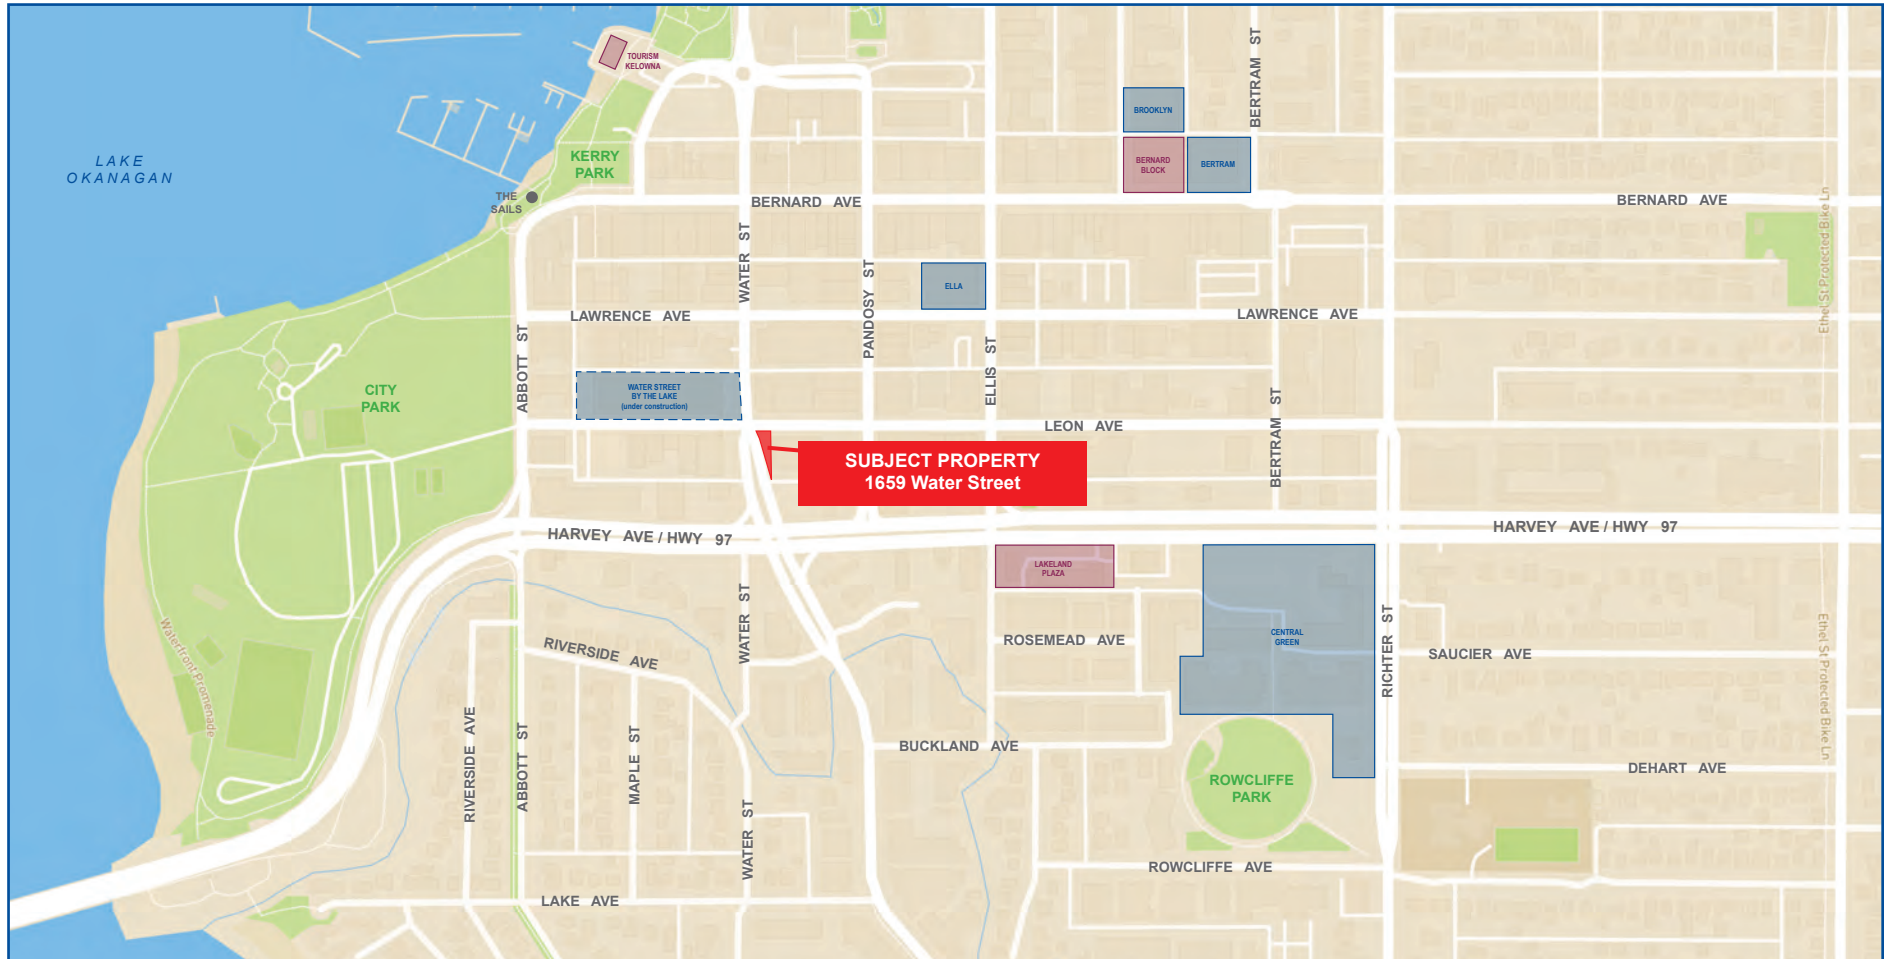 TOURISM
KELOWNA
BERTRAM ST
BROOKLYN
LAKE
OKANAGAN
KERRY
PARK
BERNARD
BLOCK
BERTRAM
THE
SAILS
BERNARD AVE
BERNARD AVE
WATER ST
PANDOSY ST
ELLA
Ethel St Protected Bike Ln
LAWRENCE AVE
LAWRENCE AVE
ABBOTT ST
ELLIS ST
CITY
PARK
WATER STREET
BY THE LAKE
(under construction)
BERTRAM ST
LEON AVE
SUBJECT PROPERTY
1659 Water Street
HARVEY AVE / HWY 97
HARVEY AVE / HWY 97
LAKELAND
PLAZA
WATER ST
CENTRAL
GREEN
RICHTER ST
ROSEMEAD AVE
RIVERSIDE AVE
SAUCIER AVE
Waterfront Promenade
Ethel St Protected Bike Ln
RIVERSIDE AVE
ABBOTT ST
MAPLE ST
BUCKLAND AVE
ROWCLIFFE
PARK
DEHART AVE
WATER ST
ROWCLIFFE AVE
LAKE AVE